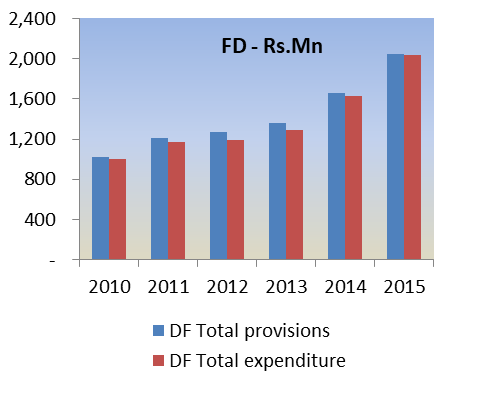 FD - Rs.Mn
2,400
2,000
1,600
1,200
800
400
-
2010 2011 2012 2013 2014 2015
DF Total provisions
DF Total expenditure